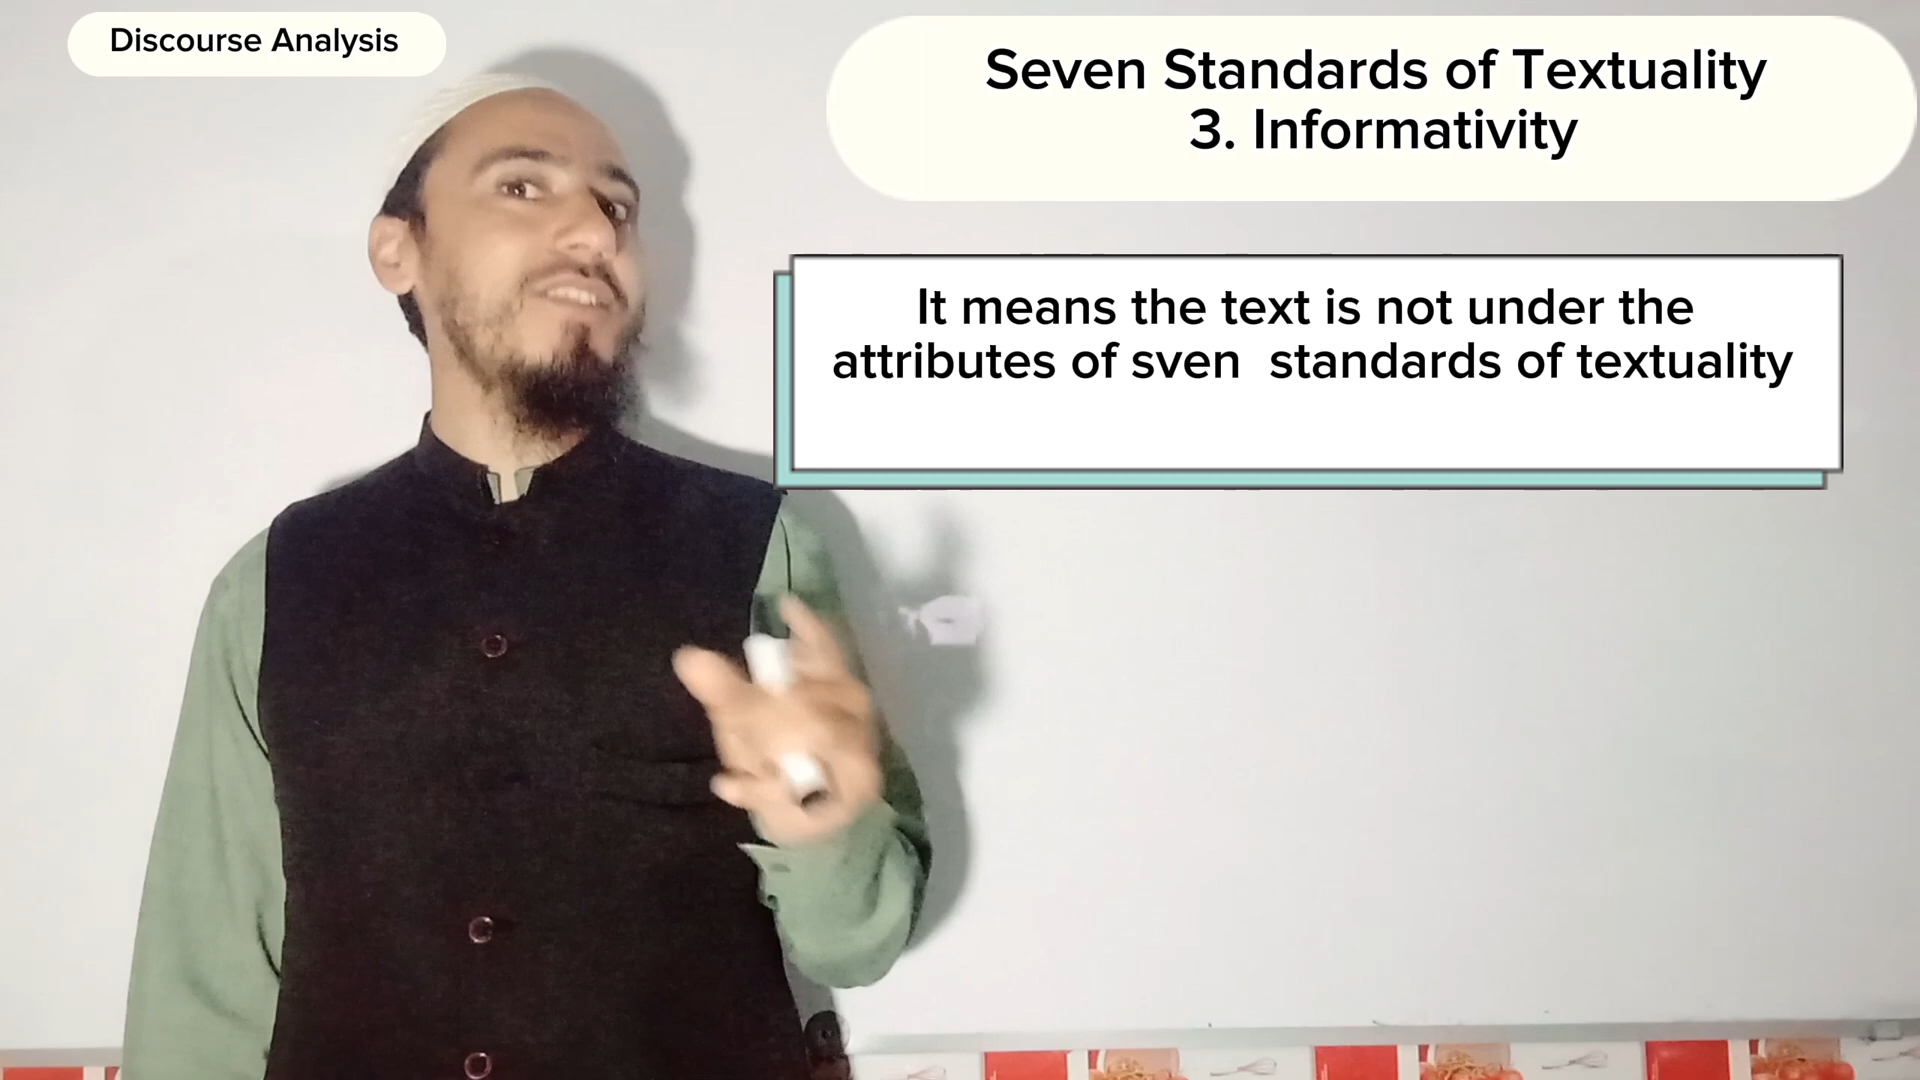 Discourse Analysis
Seven Standards of Textuality
3. Informativity
It means the text is not under the
attributes of sven standards of textuality